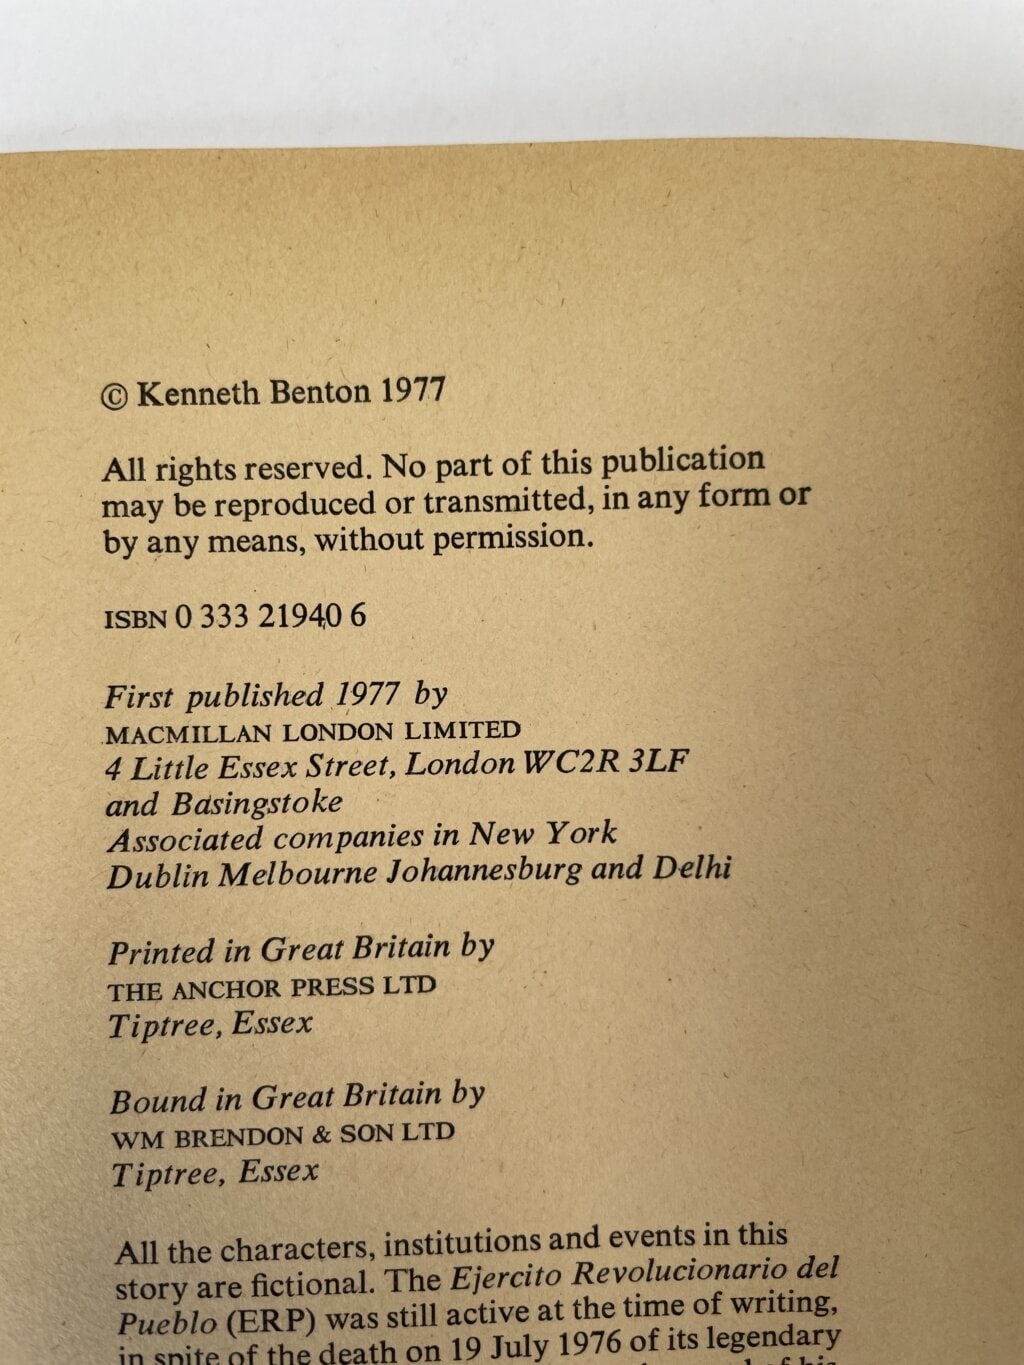 © Kenneth Benton 1977
All rights reserved. No part of this publication
may be reproduced or transmitted, in any form or
by any means, without permission.
ISBN 0 333 21940 6
First published 1977 by
MACMILLAN LONDON LIMITED
4 Little Essex Street, London WC2R 3LF
and Basingstoke
Associated companies in New York
Dublin Melbourne Johannesburg and Delhi
Printed in Great Britain by
THE ANCHOR PRESS LTD
Tiptree, Essex
Bound in Great Britain by
WM BRENDON & SON LTD
Tiptree, Essex
All the characters, institutions and events in this
story are fictional. The Ejercito Revolucionario del
Pueblo (ERP) was still active at the time of writing,
in spite of the death on 19 July 1976 of its legendary